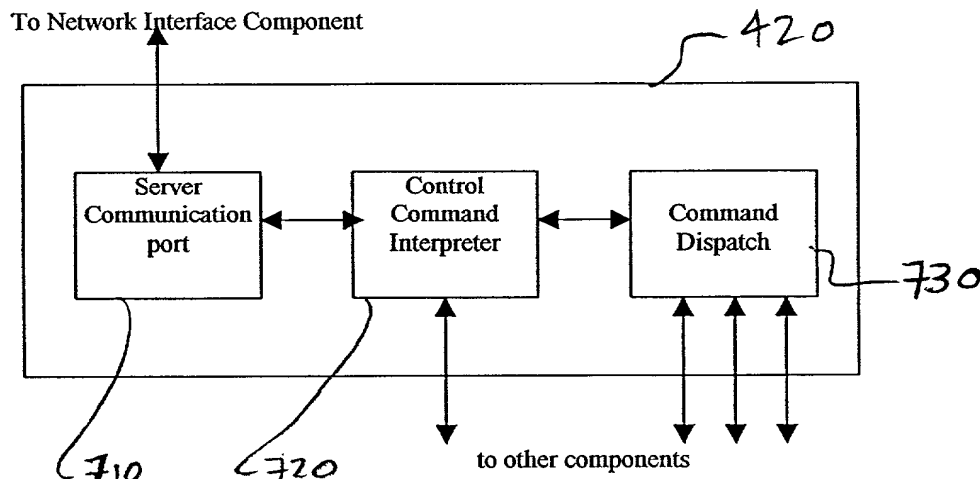 To Network Interface Component
420
Server
Communication
port
Control
Command
Interpreter
Command
Dispatch
730
710
720
to other components